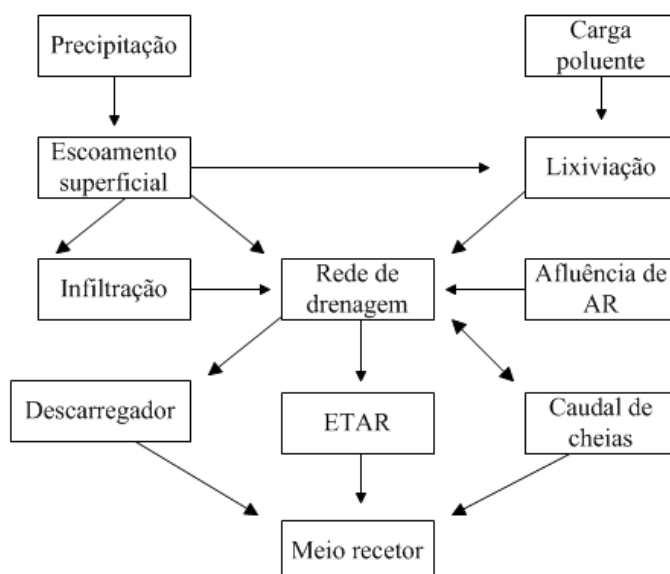 Precipitação
Carga
poluente
Escoamento
superficial
Lixiviação
Infiltração
Rede de
drenagem
Afluência de
AR
Descarregador
ETAR
Caudal de
cheias
Meio recetor